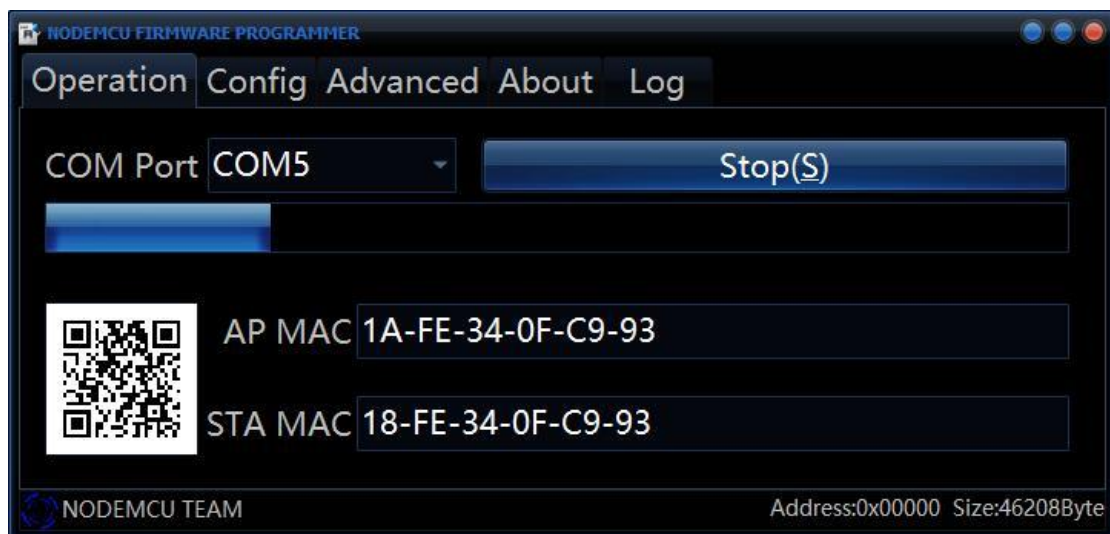 NODEMCU FIRMWARE PROGRAMMER
Operation Config Advanced About Log
COM Port COM5 Stop(S)
AP MAC 1A-FE-34-0F-C9-93
STA MAC 18-FE-34-0F-C9-93
NODEMCU TEAM Address:0x00000 Size:46208Byte